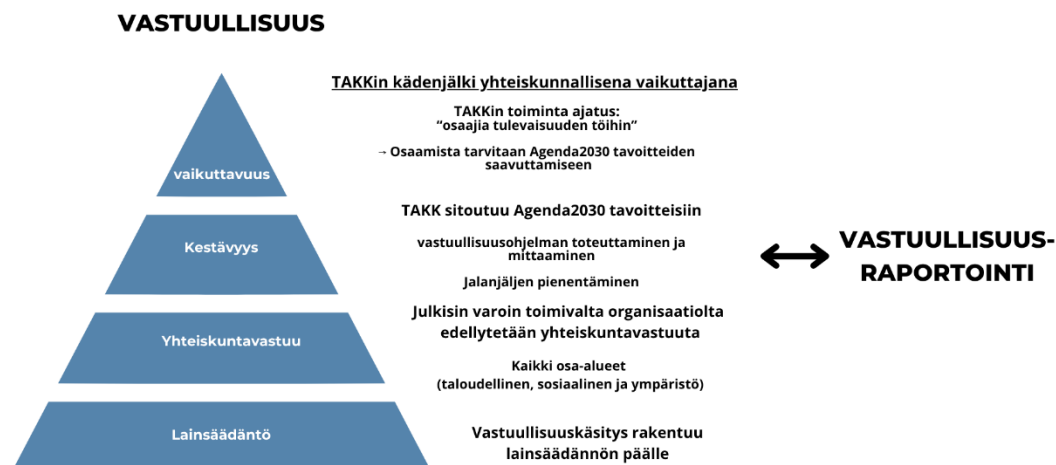 VASTUULLISUUS
TAKKin kädenjälki yhteiskunnallisena vaikuttajana
TAKKin toiminta ajatus:
“osaajia tulevaisuuden töihin”
→ Osaamista tarvitaan Agenda2030 tavoitteiden
saavuttamiseen
vaikuttavuus
TAKK sitoutuu Agenda2030 tavoitteisiin
Kestävyys
vastuullisuusohjelman toteuttaminen ja
mittaaminen
Jalanjäljen pienentäminen
VASTUULLISUUS-
RAPORTOINTI
Julkisin varoin toimivalta organisaatiolta
edellytetään yhteiskuntavastuuta
Yhteiskuntavastuu
Kaikki osa-alueet
(taloudellinen, sosiaalinen ja ympäristö)
Lainsäädäntö
Vastuullisuuskäsitys rakentuu
lainsäädännön päälle